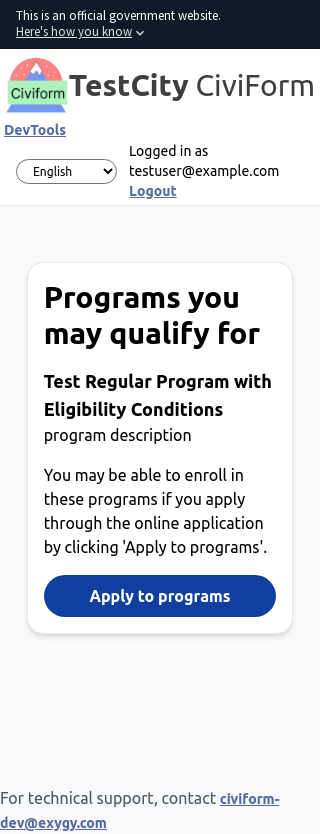 This is an official government website.
Here's how you know
Civiform
TestCity CiviForm
DevTools
Logged in as
English
testuser@example.com
Logout
Programs you
may qualify for
Test Regular Program with
Eligibility Conditions
program description
You may be able to enroll in
these programs if you apply
through the online application
by clicking 'Apply to programs'.
Apply to programs
For technical support, contact civiform-
dev@exygy.com